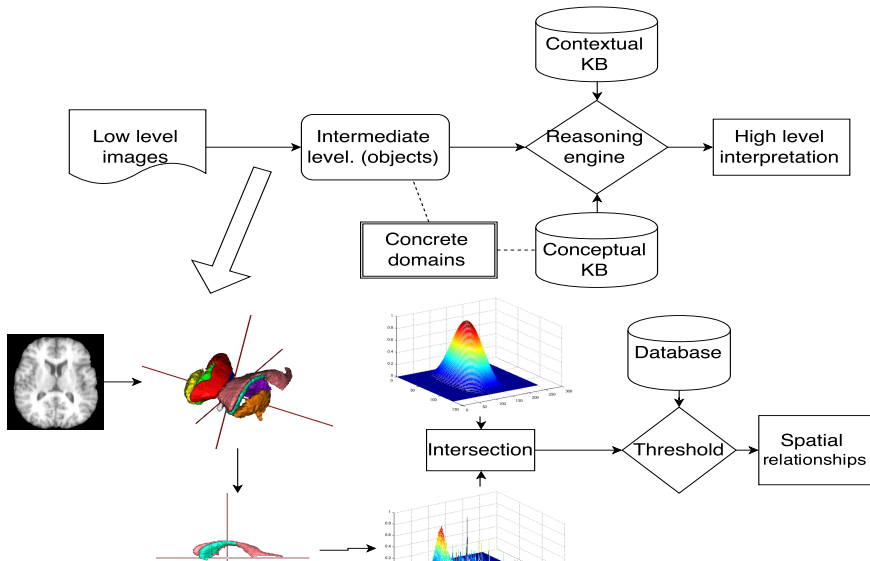 Contextual
KB
Low level
images
Intermediate
level. (objects)
Reasoning
engine
High level
interpretation
Concrete
domains
Conceptual
KB
Database
Intersection
Threshold
Spatial
relationships